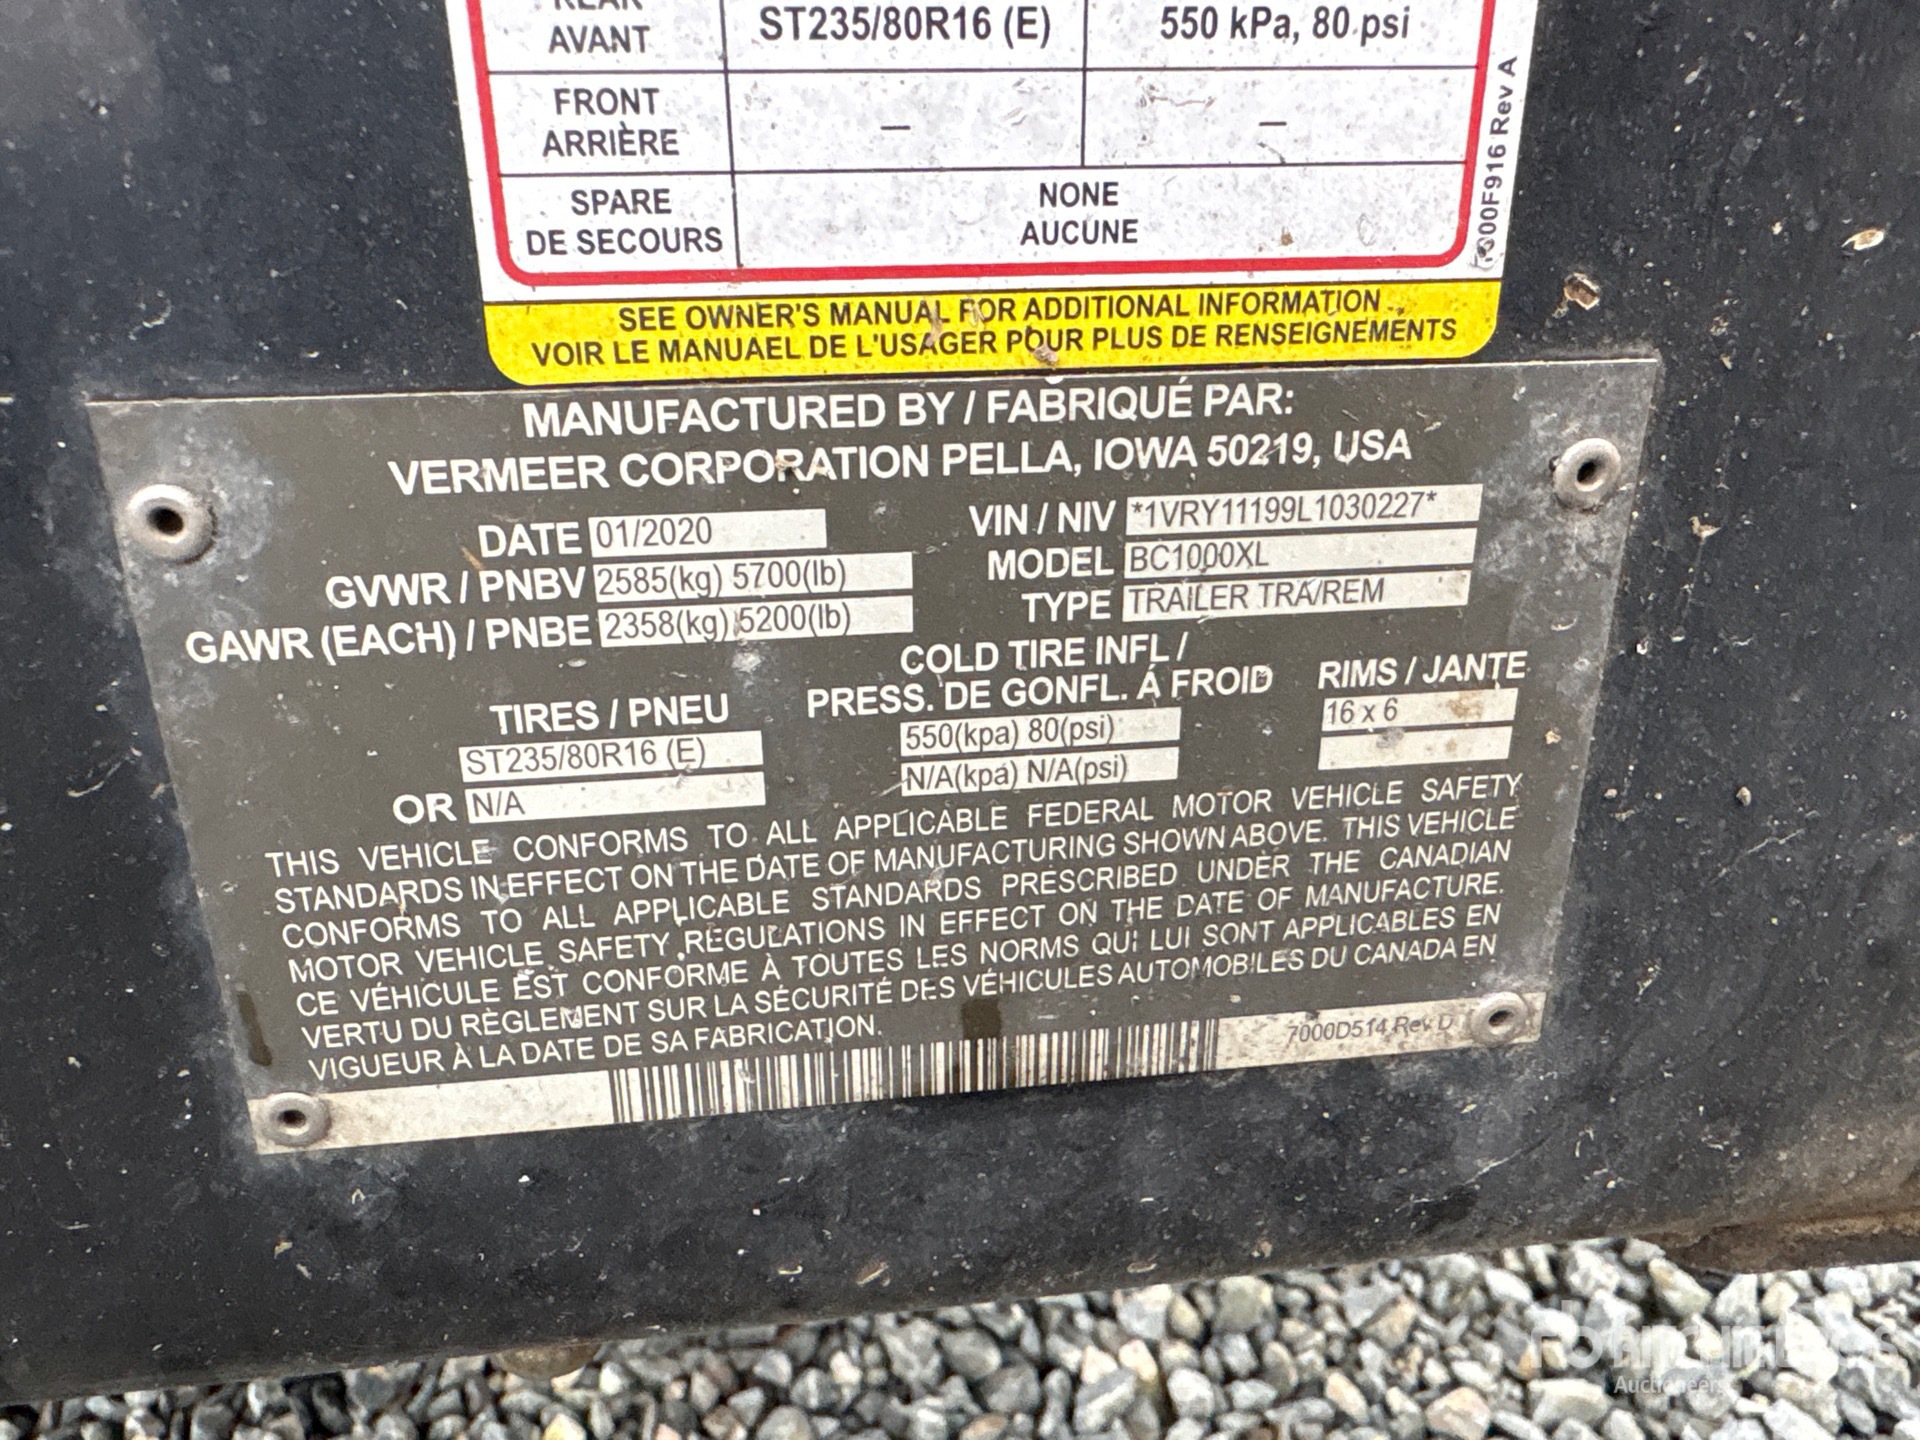 REAR ST235/80R16 (E) 550 kPa, 80 psi
AVANT
FRONT – –
ARRIÈRE
SPARE NONE
DE SECOURS AUCUNE
SEE OWNER'S MANUAL FOR ADDITIONAL INFORMATION
VOIR LE MANUAEL DE L'USAGER POUR PLUS DE RENSEIGNEMENTS
00F916 Rev A
MANUFACTURED BY / FABRIQUÉ PAR:
VERMEER CORPORATION PELLA, IOWA 50219, USA
DATE 01/2020 VIN / NIV *1VRY11199L1030227*
GVWR / PNBV 2585(kg) 5700(lb) MODEL BC1000XL
GAWR (EACH) / PNBE 2358(kg) 5200(lb) TYPE TRAILER TRA/REM
COLD TIRE INFL /
TIRES / PNEU PRESS. DE GONFL. Á FROID RIMS / JANTE
ST235/80R16 (E) 550(kpa) 80(psi) 16 x 6
OR N/A N/A(kpa) N/A(psi)
THIS VEHICLE CONFORMS TO ALL APPLICABLE FEDERAL MOTOR VEHICLE SAFETY
STANDARDS IN EFFECT ON THE DATE OF MANUFACTURING SHOWN ABOVE. THIS VEHICLE
CONFORMS TO ALL APPLICABLE STANDARDS PRESCRIBED UNDER THE CANADIAN
MOTOR VEHICLE SAFETY REGULATIONS IN EFFECT ON THE DATE OF MANUFACTURE.
CE VÉHICULE EST CONFORME À TOUTES LES NORMS QUI LUI SONT APPLICABLES EN
VERTU DU RÈGLEMENT SUR LA SÉCURITÉ DES VÉHICULES AUTOMOBILES DU CANADA EN
VIGUEUR À LA DATE DE SA FABRICATION.
7000D514 Rev D
Auctioneers